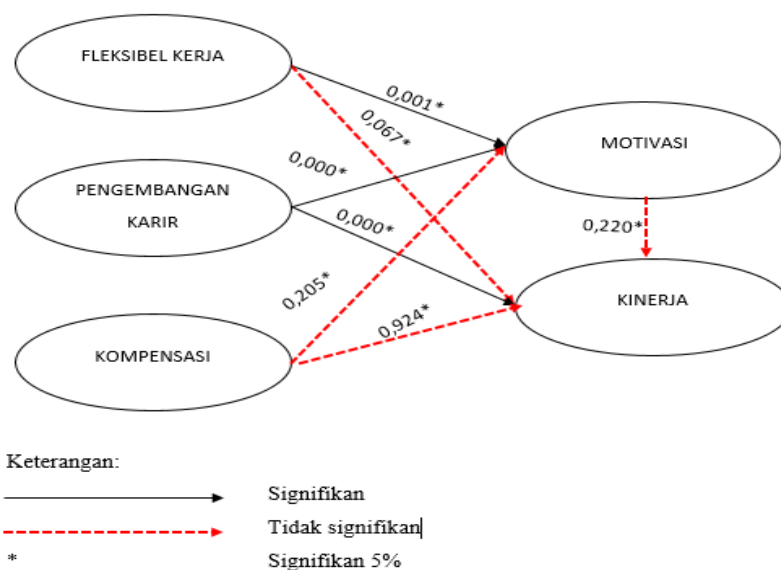 FLEKSIBEL KERJA
0,001*
0,067*
MOTIVASI
0,000*
PENGEMBANGAN
KARIR
0,000*
0,220*
0,205*
KINERJA
0,924*
KOMPENSASI
Keterangan:
Signifikan
Tidak signifikan
* Signifikan 5%